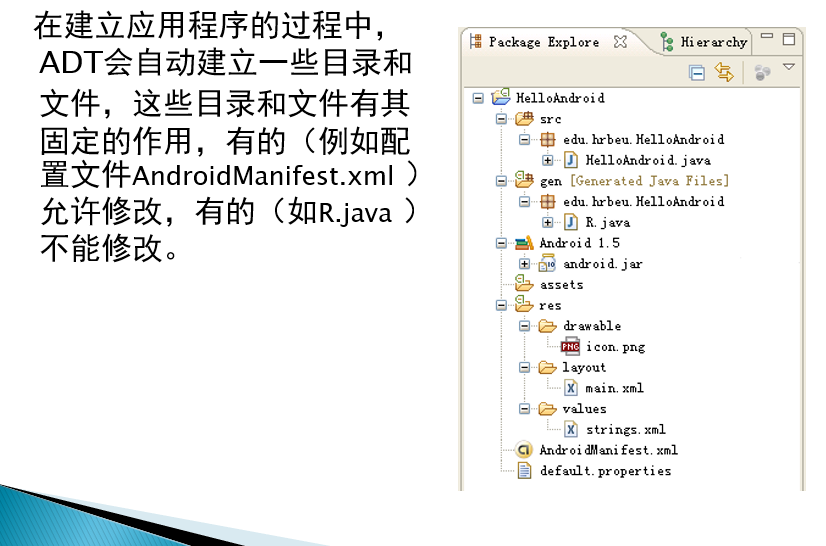 在建立应用程序的过程中，
ADT会自动建立一些目录和
文件，这些目录和文件有其
固定的作用，有的（例如配
置文件AndroidManifest.xml ）
允许修改，有的（如R.java ）
不能修改。
Package Explore
Hierarchy
HelloAndroid
src
edu.hrbeu.HelloAndroid
HelloAndroid.java
gen [Generated Java Files]
edu.hrbeu.HelloAndroid
R.java
Android 1.5
android.jar
assets
res
drawable
icon.png
layout
main.xml
values
strings.xml
AndroidManifest.xml
default.properties